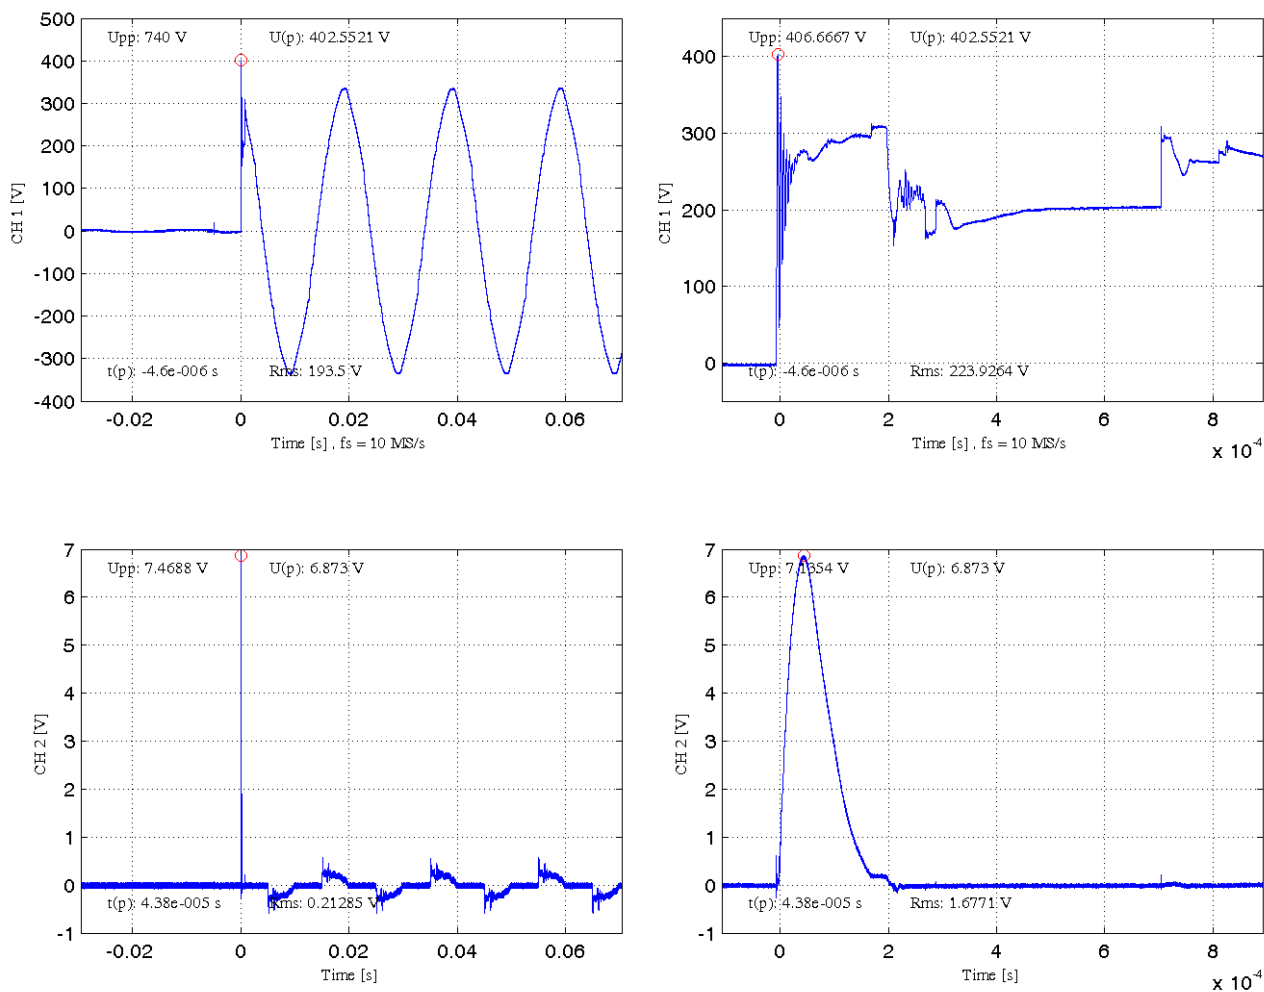 500
400
300
200
100
0
-100
-200
-300
-400
CH 1 [V]
Upp: 740 V
U(p): 402.5521 V
t(p): -4.6e-006 s
Rms: 193.5 V
-0.02
0
0.02
0.04
0.06
Time [s] , fs = 10 MS/s
400
300
200
100
0
CH 1 [V]
Upp: 406.6667 V
U(p): 402.5521 V
t(p): -4.6e-006 s
Rms: 223.9264 V
0
2
4
6
8
x 10-4
Time [s] , fs = 10 MS/s
7
6
5
4
3
2
1
0
-1
CH 2 [V]
Upp: 7.4688 V
U(p): 6.873 V
t(p): 4.38e-005 s
Rms: 0.21285 V
-0.02
0
0.02
0.04
0.06
Time [s]
7
6
5
4
3
2
1
0
-1
CH 2 [V]
Upp: 7.1354 V
U(p): 6.873 V
t(p): 4.38e-005 s
Rms: 1.6771 V
0
2
4
6
8
x 10-4
Time [s]